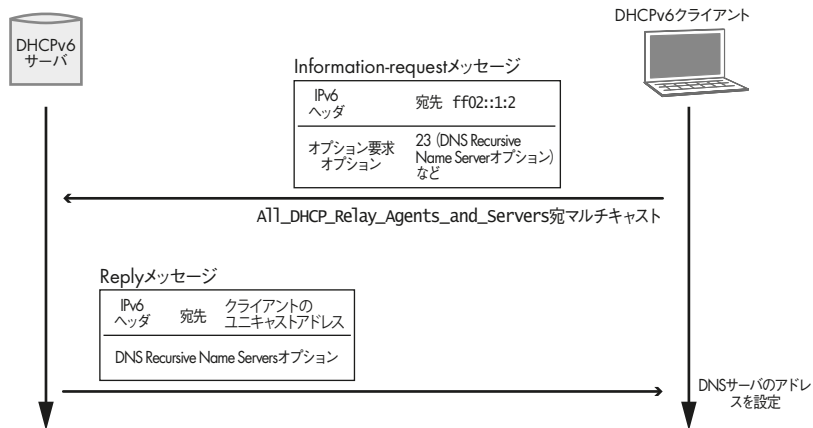 DHCPv6クライアント
DHCPv6
サーバ
Information-requestメッセージ
IPv6
ヘッダ
宛先 ff02::1:2
オプション要求
オプション
23 (DNS Recursive
Name Serverオプション)
など
All_DHCP_Relay_Agents_and_Servers宛マルチキャスト
Replyメッセージ
IPv6
ヘッダ
宛先
クライアントの
ユニキャストアドレス
DNS Recursive Name Serversオプション
DNSサーバのアドレ
スを設定